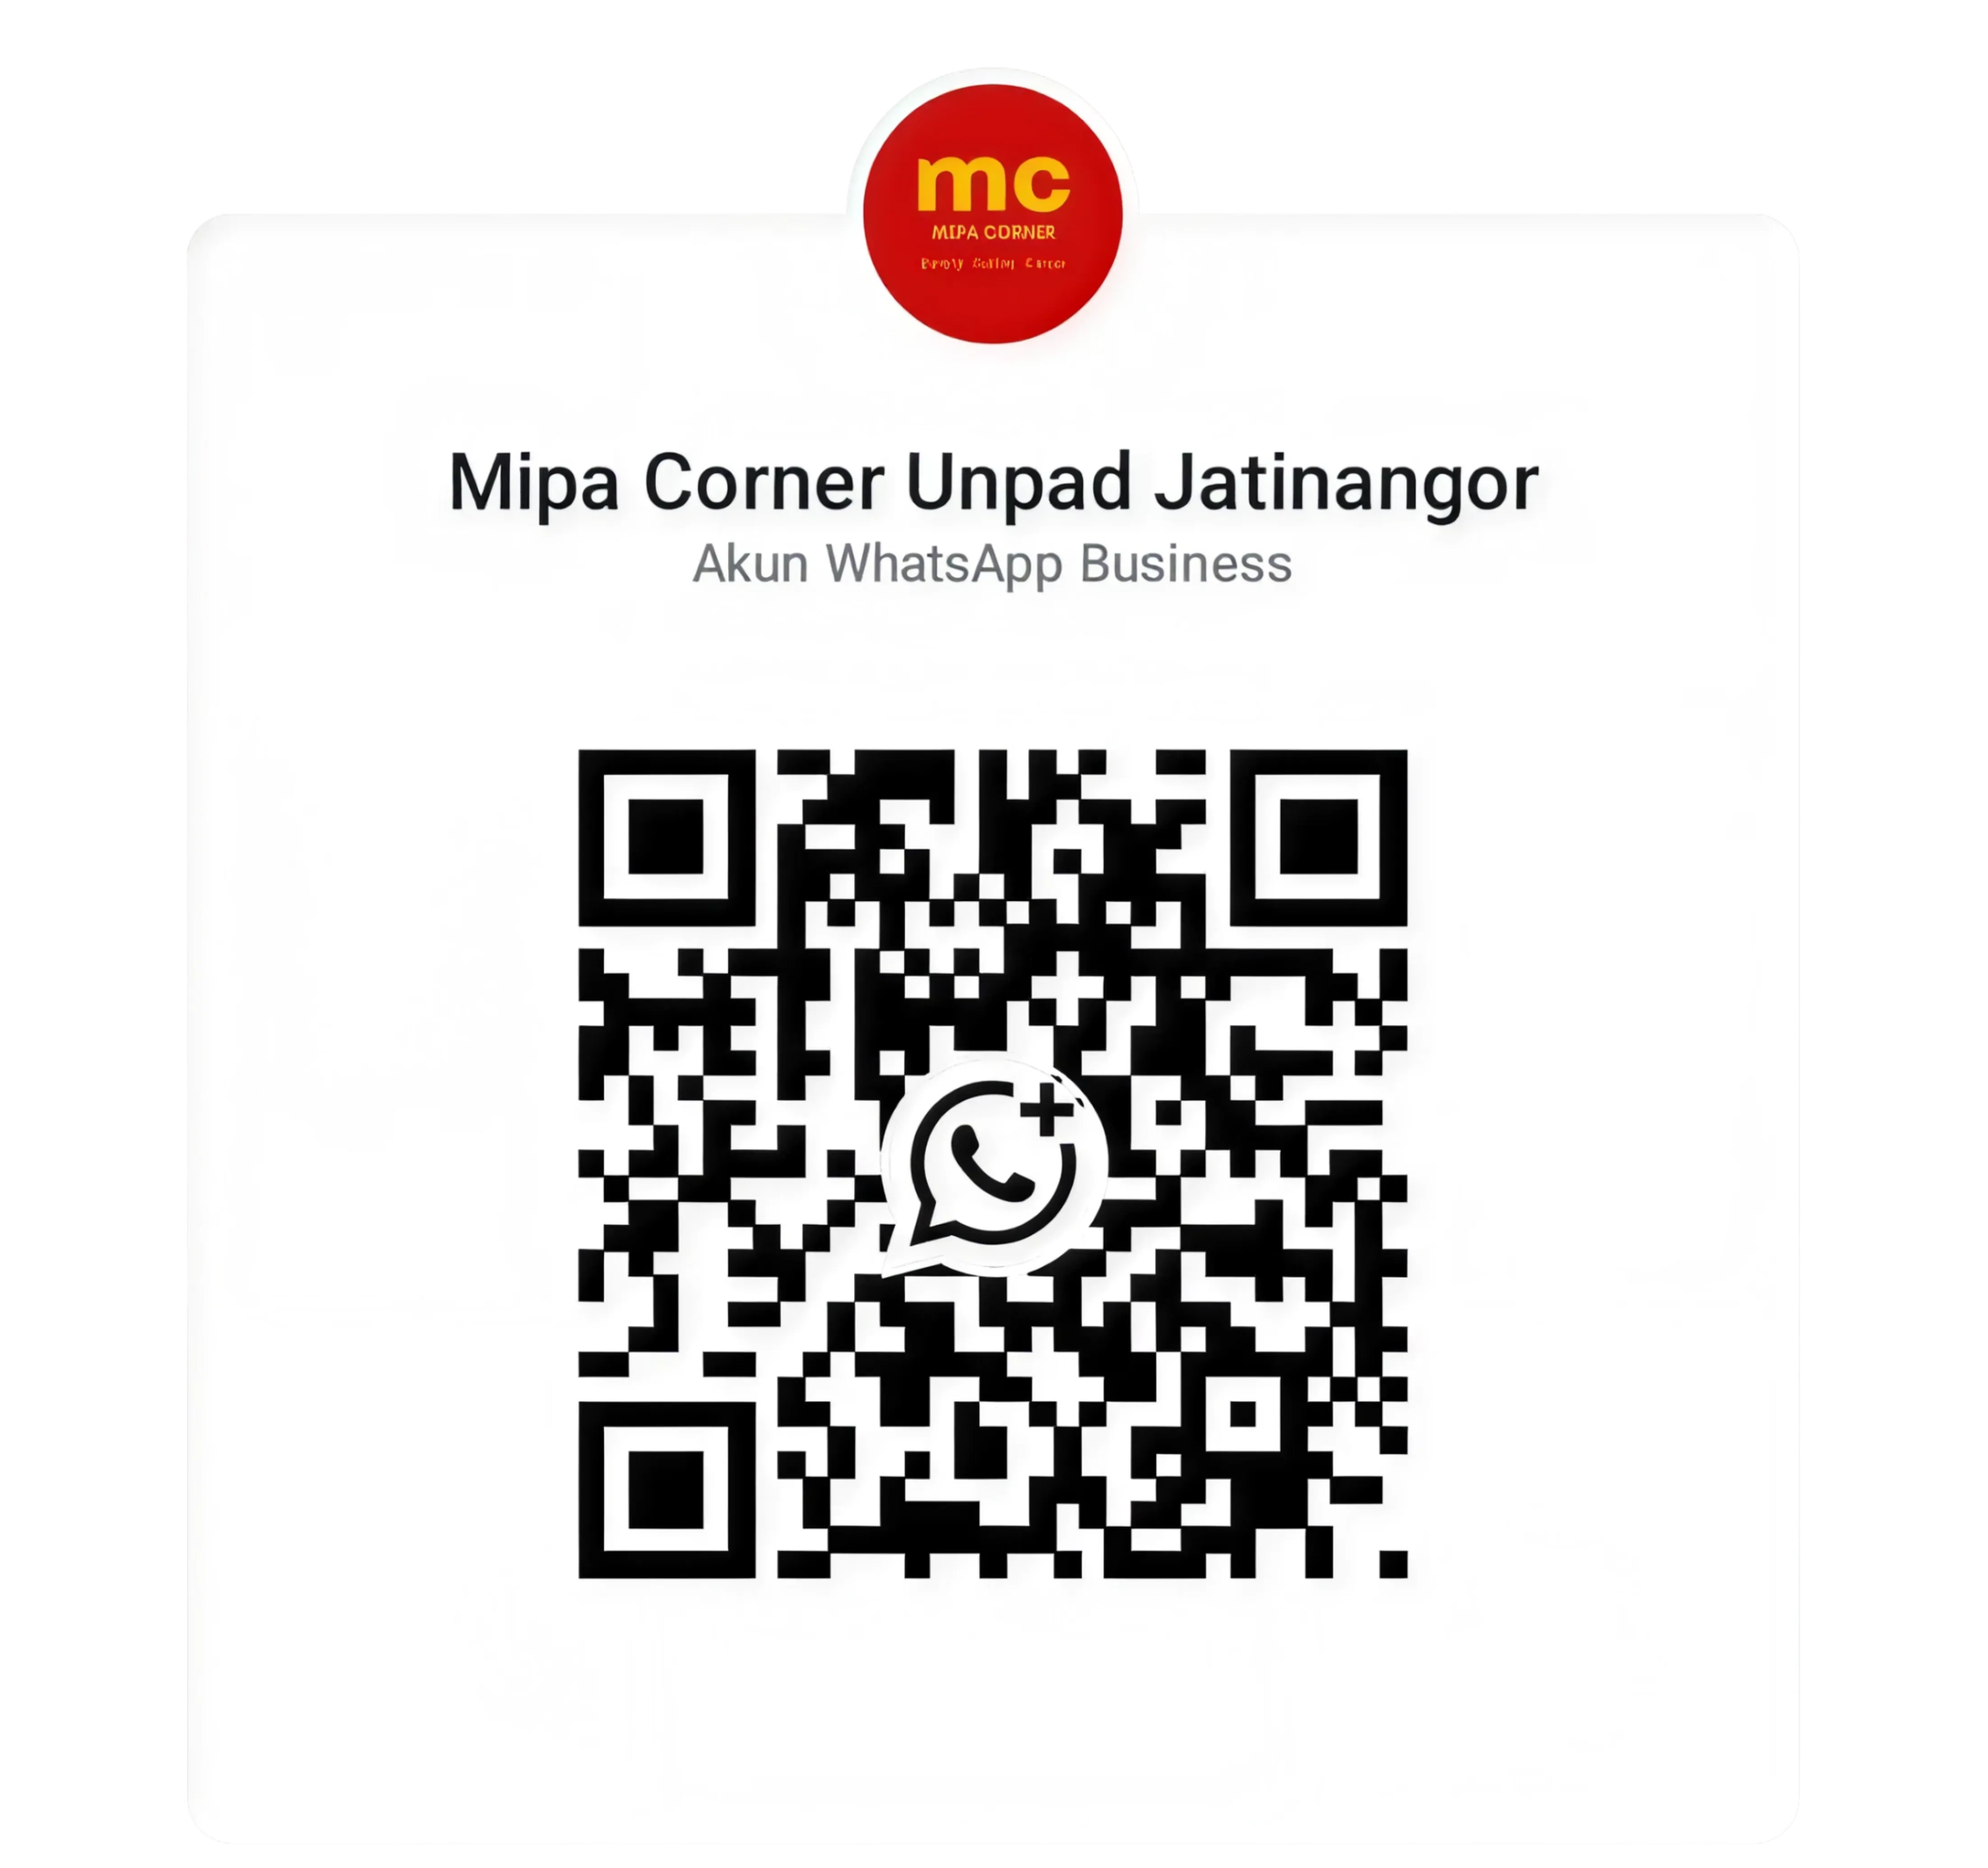 mc
MIPA CORNER
Mipa Corner Unpad Jatinangor
Akun WhatsApp Business